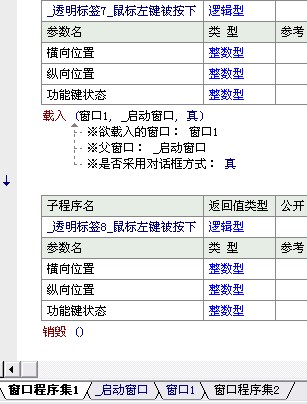 _透明标签7_鼠标左键被按下 逻辑型
参数名 类 型 参考
横向位置 整数型
纵向位置 整数型
功能键状态 整数型
载入 (窗口1, _启动窗口, 真)
※欲载入的窗口: 窗口1
※父窗口: _启动窗口
※是否采用对话框方式: 真
子程序名 返回值类型 公开
_透明标签8_鼠标左键被按下 逻辑型
参数名 类 型 参考
横向位置 整数型
纵向位置 整数型
功能键状态 整数型
销毁 ()
窗口程序集1 _启动窗口 窗口1 窗口程序集2